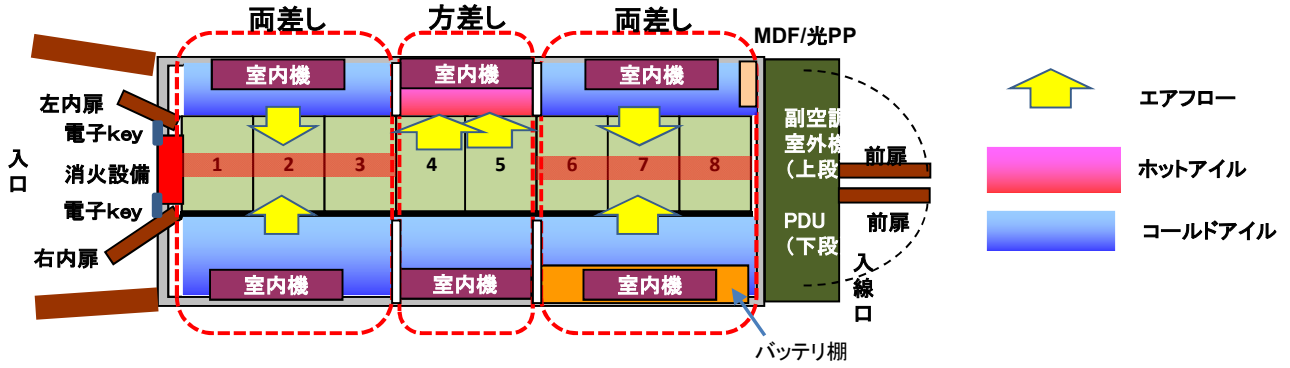 両差し
方差し
両差し
MDF/光PP
室内機
室内機
室内機
エアフロー
左内扉
電子key
入口
消火設備
電子key
右内扉
1
2
3
4
5
6
7
8
副空調
室外機
(上段
PDU
(下段
前扉
前扉
ホットアイル
コールドアイル
入線口
室内機
室内機
室内機
バッテリ棚